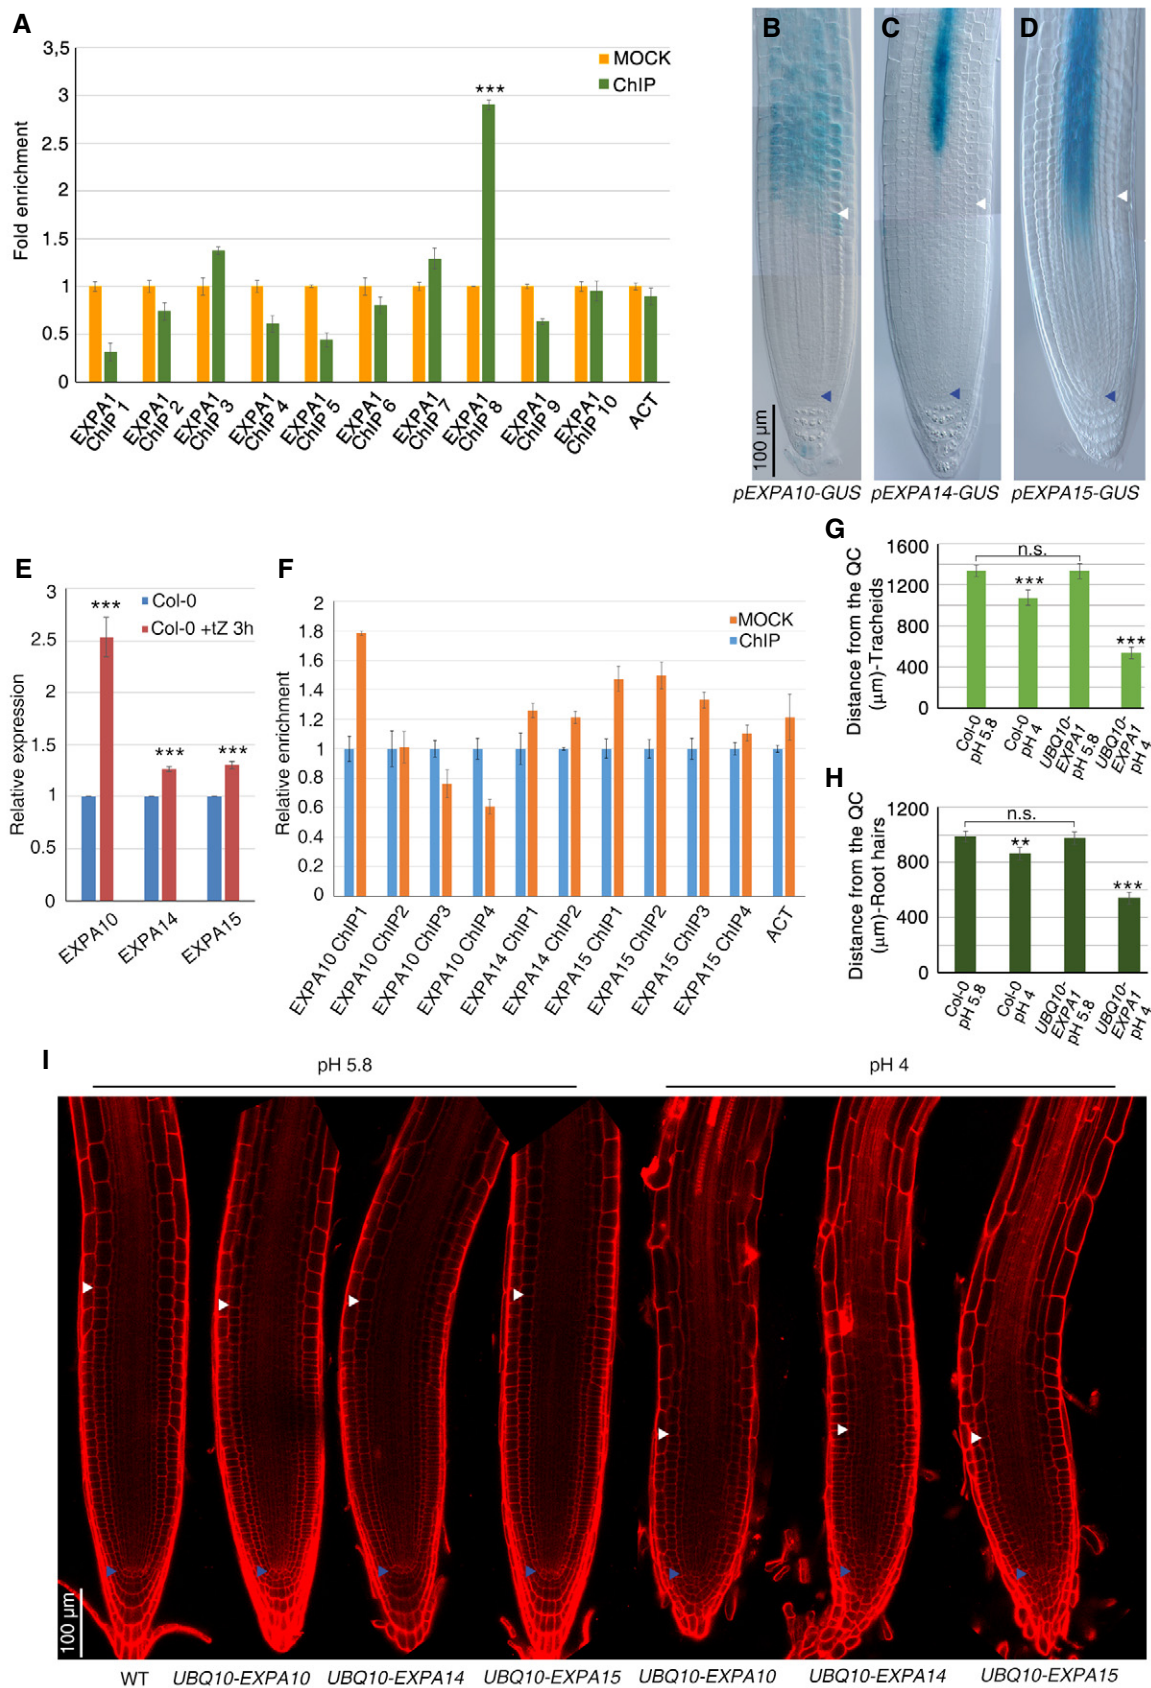 A
Fold enrichment
3,5
3
2.5
2
1.5
1
0.5
0
MOCK
ChIP
***
EXPA1 ChIP 1
EXPA1 ChIP 2
EXPA1 ChIP 3
EXPA1 ChIP 4
EXPA1 ChIP 5
EXPA1 ChIP 6
EXPA1 ChIP 7
EXPA1 ChIP 8
EXPA1 ChIP 9
EXPA1 ChIP 10
ACT
B
C
D
100 µm
pEXPA10-GUS
pEXPA14-GUS
pEXPA15-GUS
E
Relative expression
3
2.5
2
1.5
1
0.5
0
Col-0
Col-0 +tZ 3h
***
***
***
EXPA10
EXPA14
EXPA15
F
Relative enrichment
2
1.8
1.6
1.4
1.2
1
0.8
0.6
0.4
0.2
0
MOCK
ChIP
EXPA10 ChIP1
EXPA10 ChIP2
EXPA10 ChIP3
EXPA10 ChIP4
EXPA14 ChIP1
EXPA14 ChIP2
EXPA15 ChIP1
EXPA15 ChIP2
EXPA15 ChIP3
EXPA15 ChIP4
ACT
G
Distance from the QC
(µm)-Tracheids
1600
1200
800
400
0
n.s.
***
***
Col-0
pH 5.8
Col-0
pH 4
UBQ10-
EXPA1
pH 5.8
UBQ10-
EXPA1
pH 4
H
Distance from the QC
(µm)-Root hairs
1200
800
400
0
n.s.
**
***
Col-0
pH 5.8
Col-0
pH 4
UBQ10-
EXPA1
pH 5.8
UBQ10-
EXPA1
pH 4
I
pH 5.8
pH 4
100 µm
WT
UBQ10-EXPA10
UBQ10-EXPA14
UBQ10-EXPA15
UBQ10-EXPA10
UBQ10-EXPA14
UBQ10-EXPA15